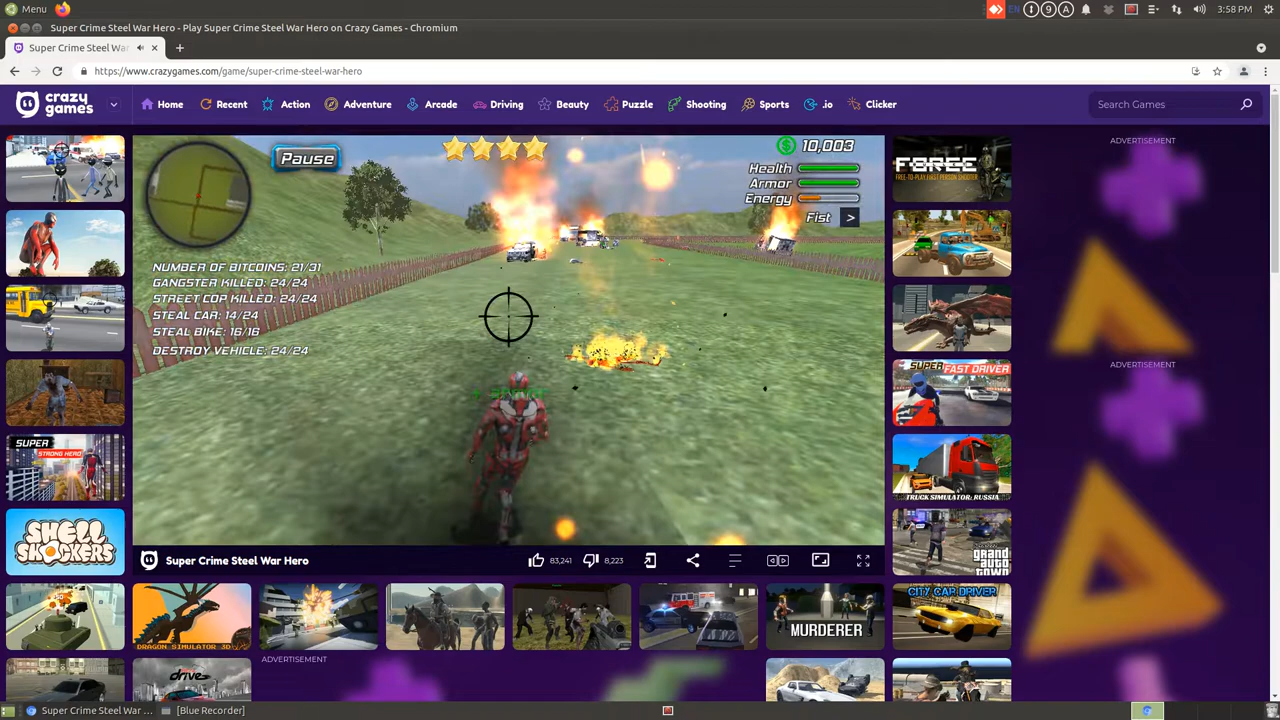 Menu
EN
3:58 PM
Super Crime Steel War Hero - Play Super Crime Steel War Hero on Crazy Games - Chromium
Super Crime Steel War
https://www.crazygames.com/game/super-crime-steel-war-hero
crazy games
Home
Recent
Action
Adventure
Arcade
Driving
Beauty
Puzzle
Shooting
Sports
.io
Clicker
Search Games
Pause
10,003
Health
Armor
Energy
Fist >
NUMBER OF BITCOINS: 21/31
GANGSTER KILLED: 24/24
STREET COP KILLED: 24/24
STEAL CAR: 14/24
STEAL BIKE: 16/16
DESTROY VEHICLE: 24/24
FORCE
FREE-TO-PLAY FIRST PERSON SHOOTER
ADVERTISEMENT
ADVERTISEMENT
SUPER
FAST DRIVER
SUPER
STRONG HERO
TRUCK SIMULATOR: RUSSIA
SHELL
SHOCKERS
GRAND
AUTO
TOWN
Super Crime Steel War Hero
83,241
8,223
DRAGON SIMULATOR 3D
MURDERER
CITY CAR DRIVER
drive
ADVERTISEMENT
Super Crime Steel War ...
[Blue Recorder]